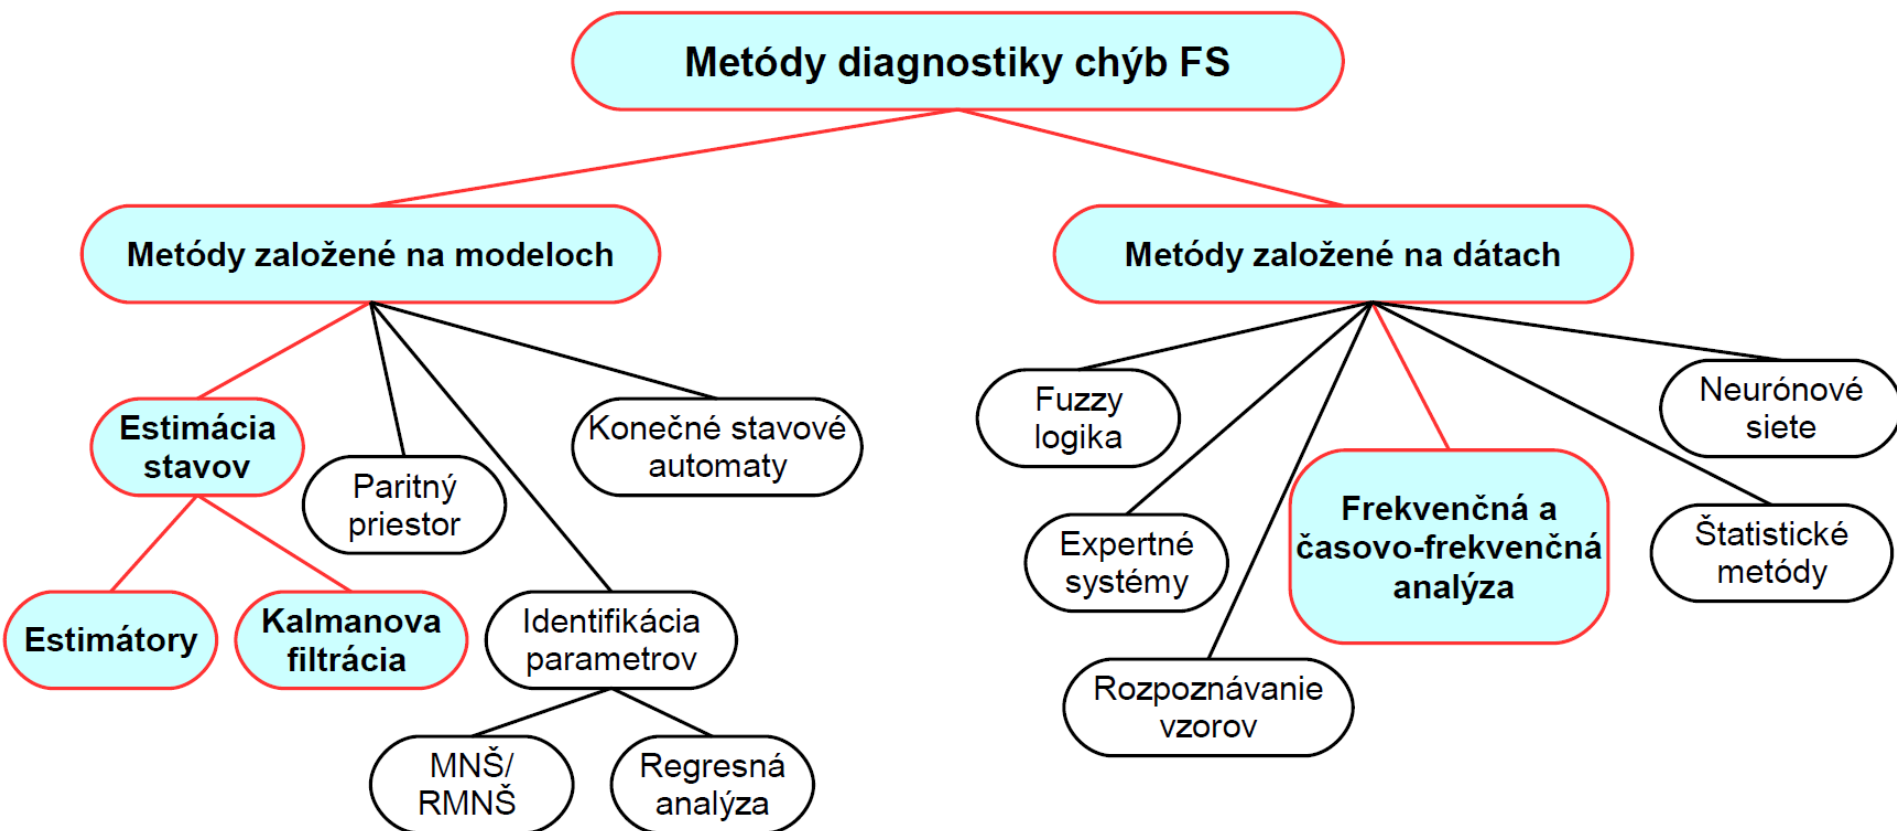 Metódy diagnostiky chýb FS
Metódy založené na modeloch
Metódy založené na dátach
Estimácia
stavov
Paritný
priestor
Konečné stavové
automaty
Fuzzy
logika
Neurónové
siete
Expertné
systémy
Frekvenčná a
časovo-frekvenčná
analýza
Štatistické
metódy
Estimátory
Kalmanova
filtrácia
Identifikácia
parametrov
Rozpoznávanie
vzorov
MNŠ/
RMNŠ
Regresná
analýza